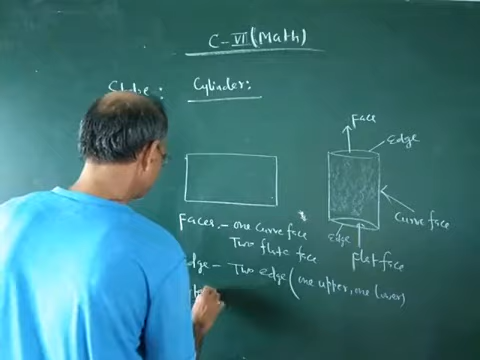 C-VI (Math)
Cylinder:
Face
Edge
Faces - one curve face
Two flate face
Curve face
Edge
Flat face
Edge - Two edge (one upper, one lower)